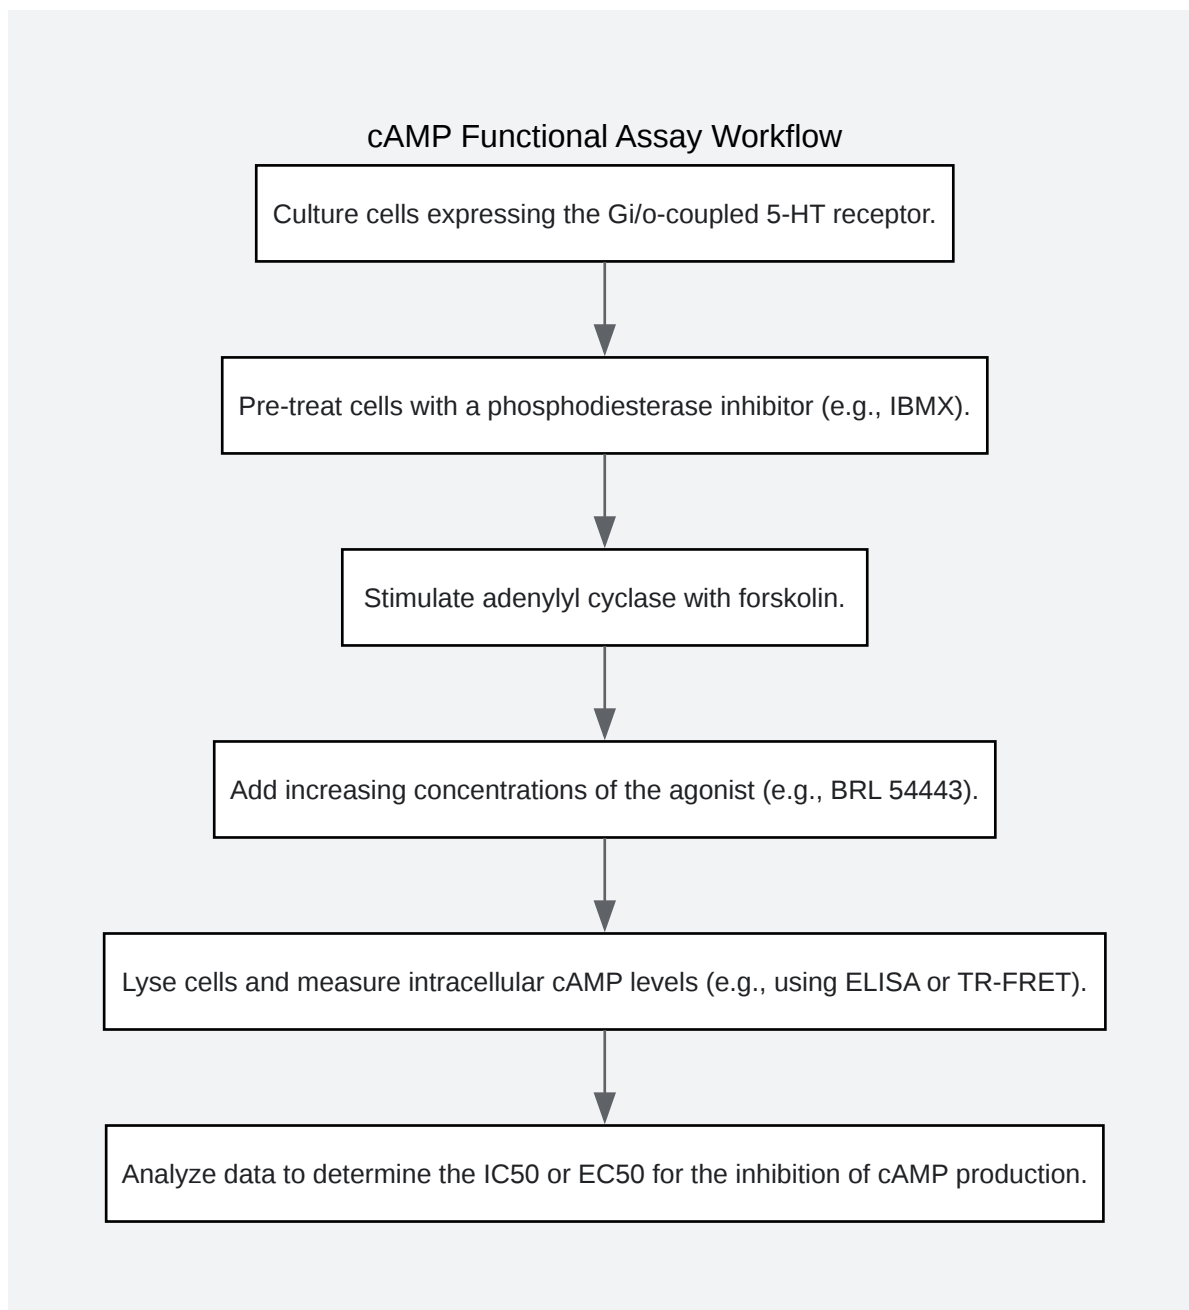 cAMP Functional Assay Workflow
Culture cells expressing the Gi/o-coupled 5-HT receptor.
Pre-treat cells with a phosphodiesterase inhibitor (e.g., IBMX).
Stimulate adenylyl cyclase with forskolin.
Add increasing concentrations of the agonist (e.g., BRL 54443).
Lyse cells and measure intracellular cAMP levels (e.g., using ELISA or TR-FRET).
Analyze data to determine the IC50 or EC50 for the inhibition of cAMP production.